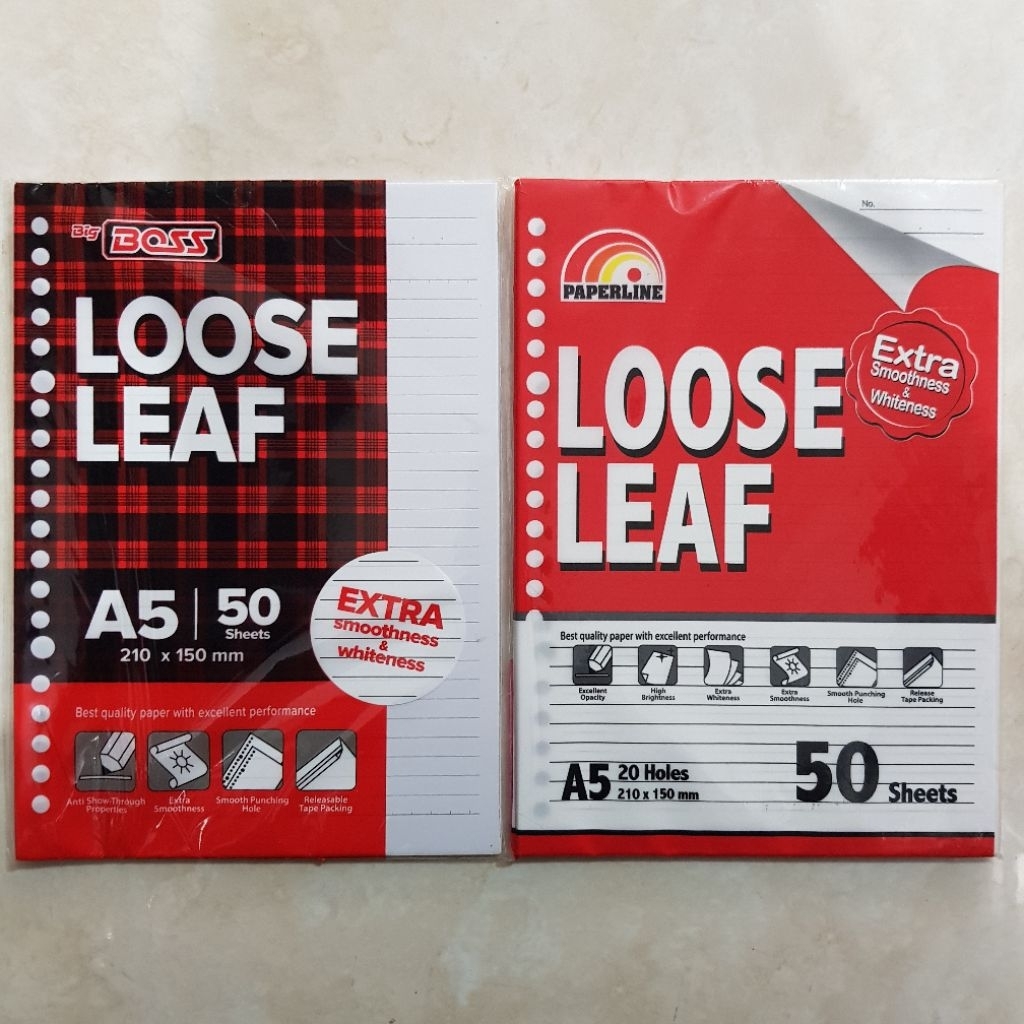 Big BOSS
LOOSE
LEAF
A5 | 50
Sheets
210 x 150 mm
EXTRA
smoothness
&
whiteness
Best quality paper with excellent performance
Anti Show-Through
Properties
Extra
Smoothness
Smooth Punching
Hole
Releasable
Tape Packing
No.
PAPERLINE
LOOSE
LEAF
Extra
Smoothness
&
Whiteness
Best quality paper with excellent performance
Excellent
Opacity
High
Brightness
Extra
Whiteness
Extra
Smoothness
Smooth Punching
Hole
Release
Tape Packing
A5 20 Holes
210 x 150 mm
50 Sheets